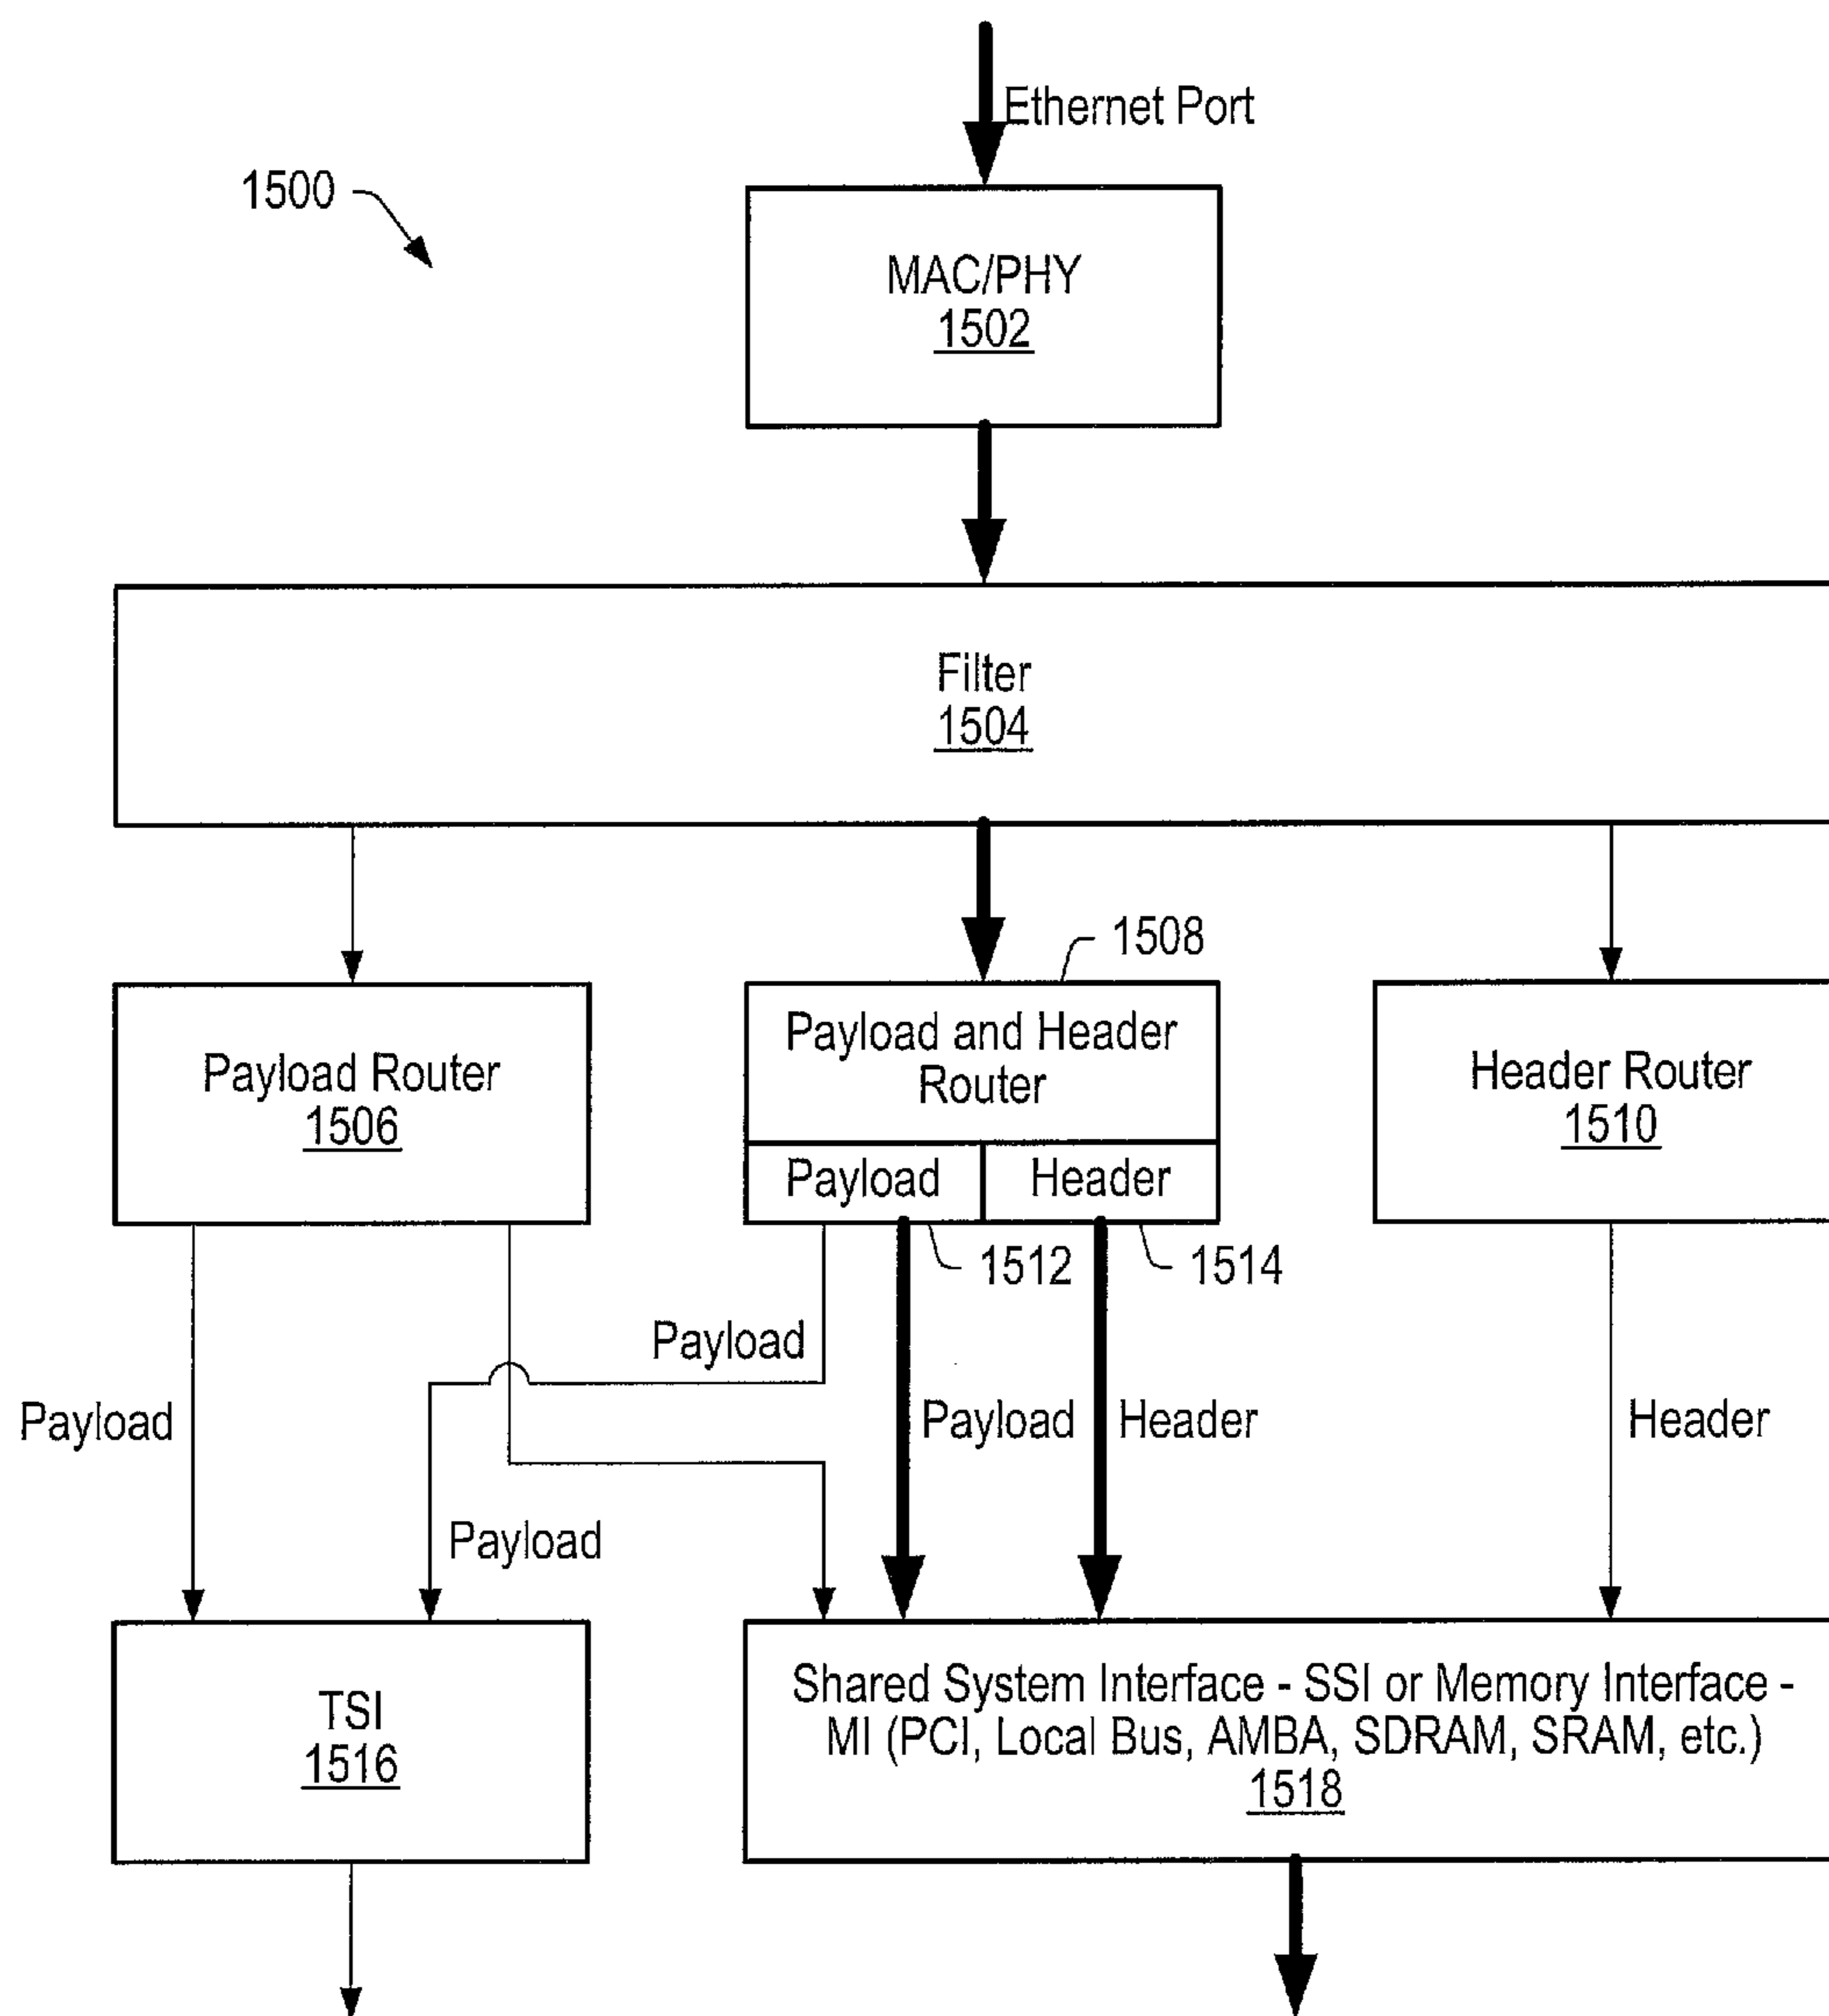 Ethernet Port
1500
MAC/PHY
1502
Filter
1504
1508
Payload Router
1506
Payload and Header
Router
Payload
Header
Header Router
1510
1512
1514
Payload
Payload
Payload
Header
Header
Payload
TSI
1516
Shared System Interface - SSI or Memory Interface -
MI (PCI, Local Bus, AMBA, SDRAM, SRAM, etc.)
1518